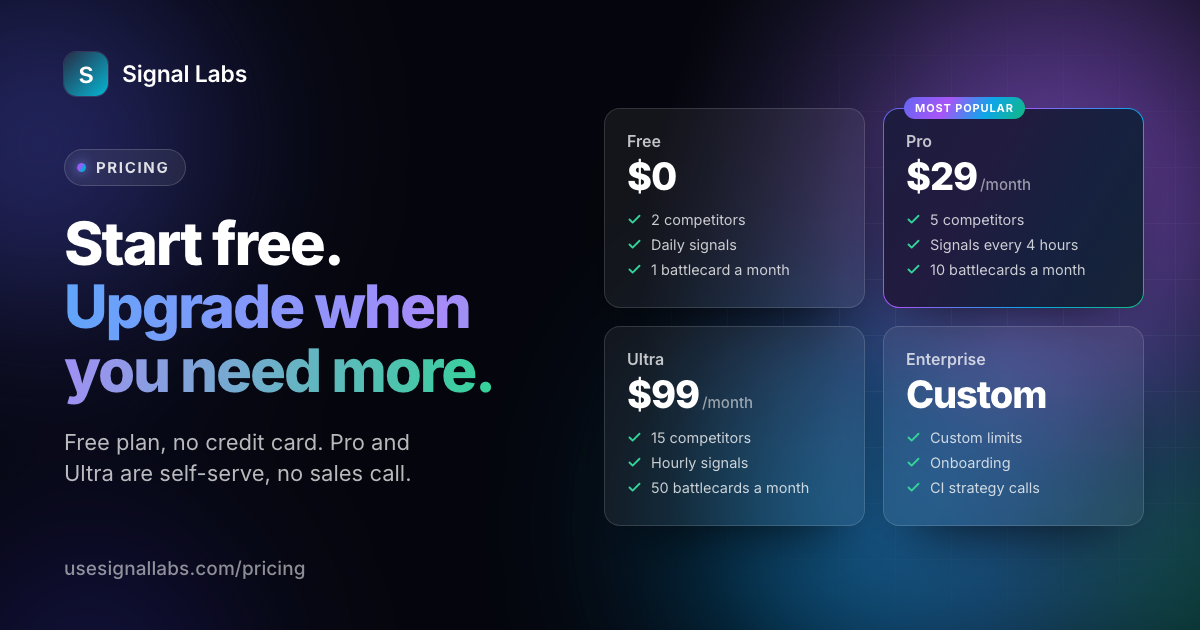 S
Signal Labs
PRICING
Start free.
Upgrade when
you need more.
Free plan, no credit card. Pro and
Ultra are self-serve, no sales call.
usesignallabs.com/pricing
Free
$0
2 competitors
Daily signals
1 battlecard a month
MOST POPULAR
Pro
$29 /month
5 competitors
Signals every 4 hours
10 battlecards a month
Ultra
$99 /month
15 competitors
Hourly signals
50 battlecards a month
Enterprise
Custom
Custom limits
Onboarding
CI strategy calls